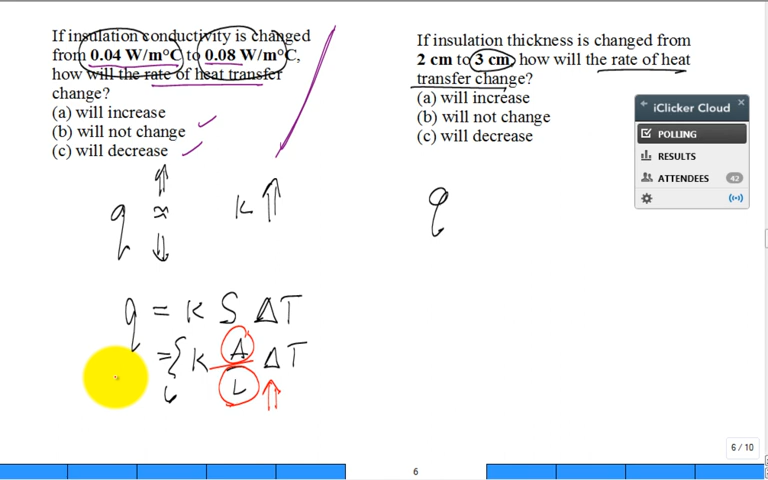 If insulation conductivity is changed
from 0.04 W/m°C to 0.08 W/m°C,
how will the rate of heat transfer
change?
(a) will increase
(b) will not change
(c) will decrease
If insulation thickness is changed from
2 cm to 3 cm, how will the rate of heat
transfer change?
(a) will increase
(b) will not change
(c) will decrease
iClicker Cloud
POLLING
RESULTS
ATTENDEES 42
q ≈ K ↑
q
q = K S ΔT
= K A/L ΔT
6 / 10
6